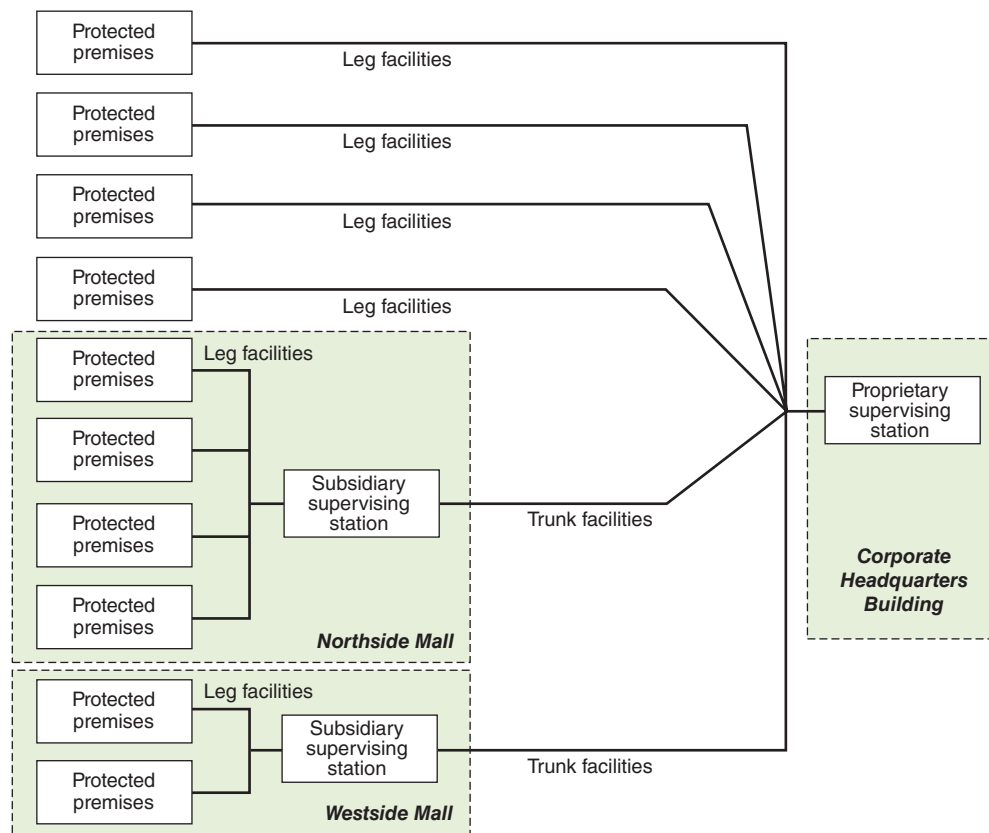 Protected
premises
Leg facilities
Protected
premises
Leg facilities
Protected
premises
Leg facilities
Protected
premises
Leg facilities
Protected
premises
Leg facilities
Protected
premises
Protected
premises
Protected
premises
Subsidiary
supervising
station
Trunk facilities
Northside Mall
Proprietary
supervising
station
Corporate
Headquarters
Building
Protected
premises
Leg facilities
Protected
premises
Subsidiary
supervising
station
Trunk facilities
Westside Mall